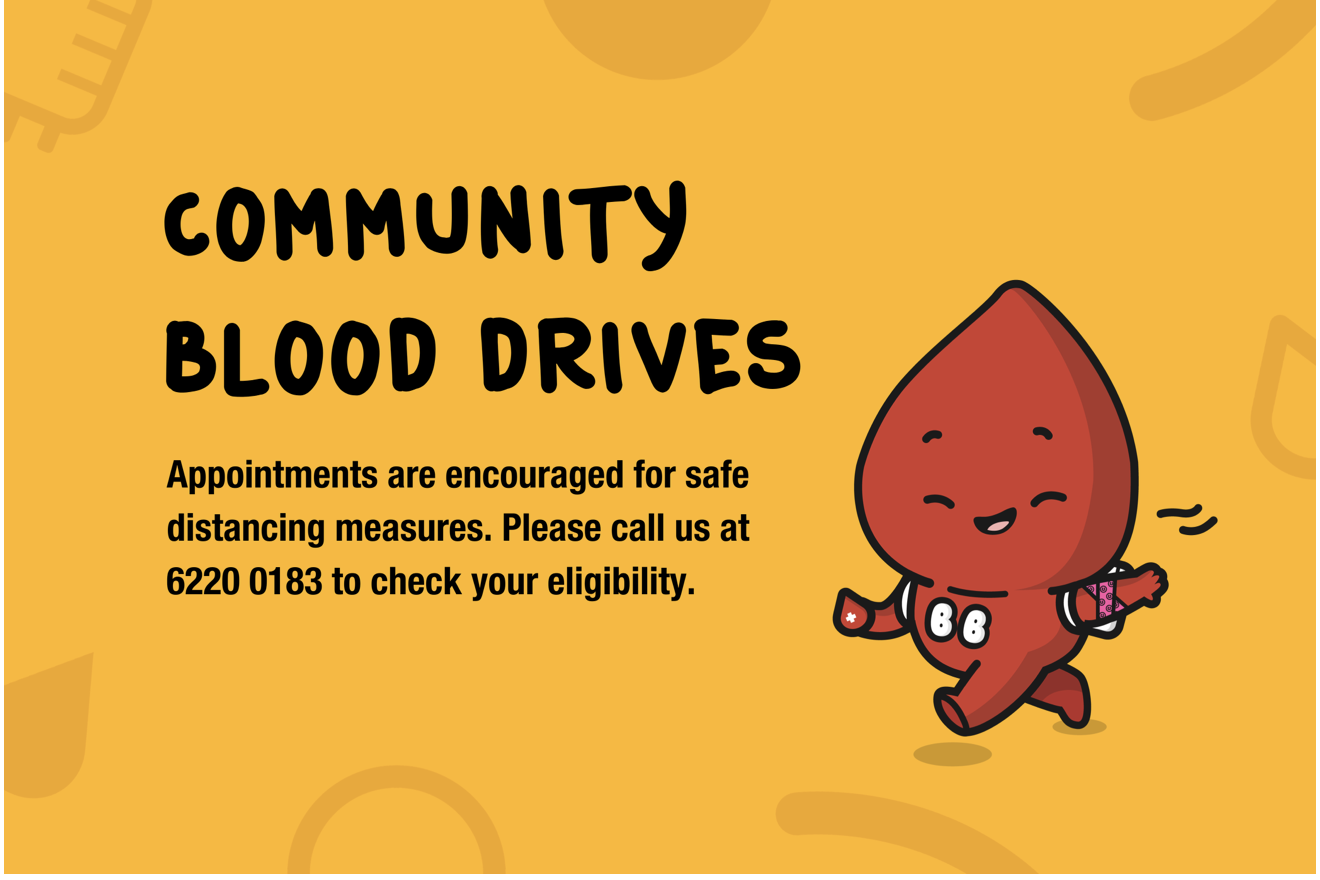 COMMUNITY
BLOOD DRIVES
Appointments are encouraged for safe
distancing measures. Please call us at
6220 0183 to check your eligibility.
BB